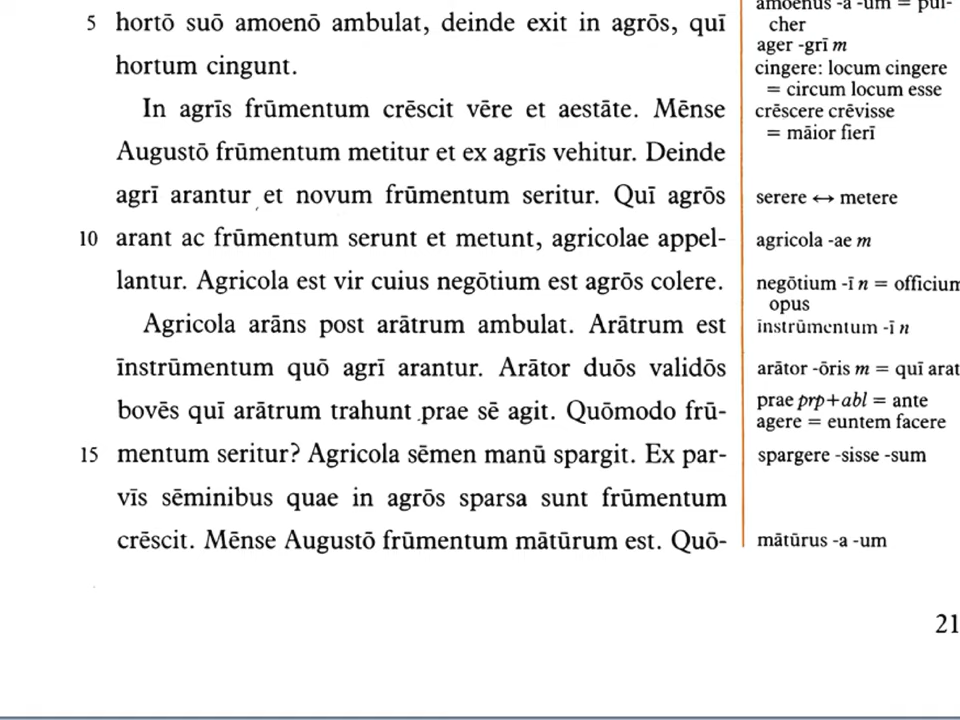 5 hortō suō amoenō ambulat, deinde exit in agrōs, quī
hortum cingunt.
In agrīs frūmentum crēscit vēre et aestāte. Mēnse
Augustō frūmentum metitur et ex agrīs vehitur. Deinde
agrī arantur et novum frūmentum seritur. Quī agrōs
10 arant ac frūmentum serunt et metunt, agricolae appel-
lantur. Agricola est vir cuius negōtium est agrōs colere.
Agricola arāns post arātrum ambulat. Arātrum est
īnstrūmentum quō agrī arantur. Arātor duōs validōs
bovēs quī arātrum trahunt prae sē agit. Quōmodo frū-
15 mentum seritur? Agricola sēmen manū spargit. Ex par-
vīs sēminibus quae in agrōs sparsa sunt frūmentum
crēscit. Mēnse Augustō frūmentum mātūrum est. Quō-
amoenus -a -um = pul-
cher
ager -grī m
cingere: locum cingere
= circum locum esse
crēscere crēvisse
= māior fierī
serere ↔ metere
agricola -ae m
negōtium -ī n = officium
opus
īnstrūmentum -ī n
arātor -ōris m = quī arat
prae prp+abl = ante
agere = euntem facere
spargere -sisse -sum
mātūrus -a -um
21